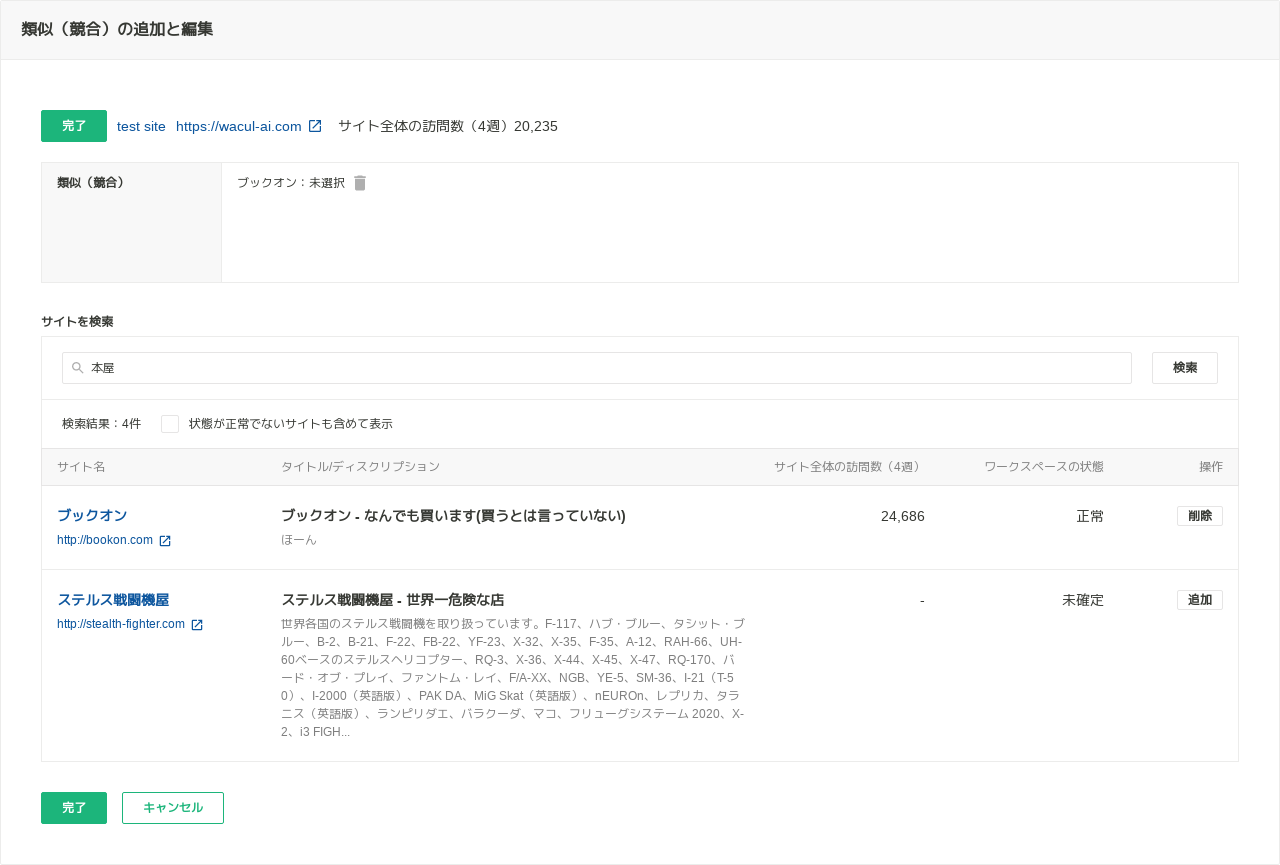 類似（競合）の追加と編集
完了 test site https://wacul-ai.com サイト全体の訪問数（4週）20,235
類似（競合） ブックオン：未選択
サイトを検索
本屋 検索
検索結果：4件 状態が正常でないサイトも含めて表示
サイト名 タイトル/ディスクリプション サイト全体の訪問数（4週） ワークスペースの状態 操作
ブックオン ブックオン - なんでも買います(買うとは言っていない) 24,686 正常 削除
http://bookon.com ほーん
ステルス戦闘機屋 ステルス戦闘機屋 - 世界一危険な店 - 未確定 追加
http://stealth-fighter.com 世界各国のステルス戦闘機を取り扱っています。F-117、ハブ・ブルー、タシット・ブ
ルー、B-2、B-21、F-22、FB-22、YF-23、X-32、X-35、F-35、A-12、RAH-66、UH-
60ベースのステルスヘリコプター、RQ-3、X-36、X-44、X-45、X-47、RQ-170、バ
ード・オブ・プレイ、ファントム・レイ、F/A-XX、NGB、YE-5、SM-36、I-21（T-5
0）、I-2000（英語版）、PAK DA、MiG Skat（英語版）、nEUROn、レプリカ、タラ
ニス（英語版）、ランピリダエ、バラクーダ、マコ、フリューグシステーム 2020、X-
2、i3 FIGH...
完了 キャンセル